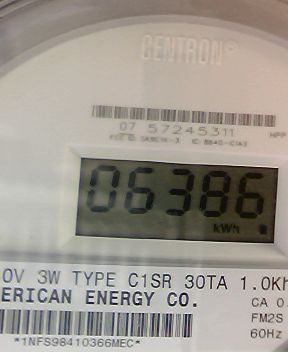 CENTRON®
07 57245311
06386
kWh
0V 3W TYPE C1SR 30TA 1.0Kh
ERICAN ENERGY CO.
CA 0.
FM2S
60Hz
*1NFS98410366MEC*